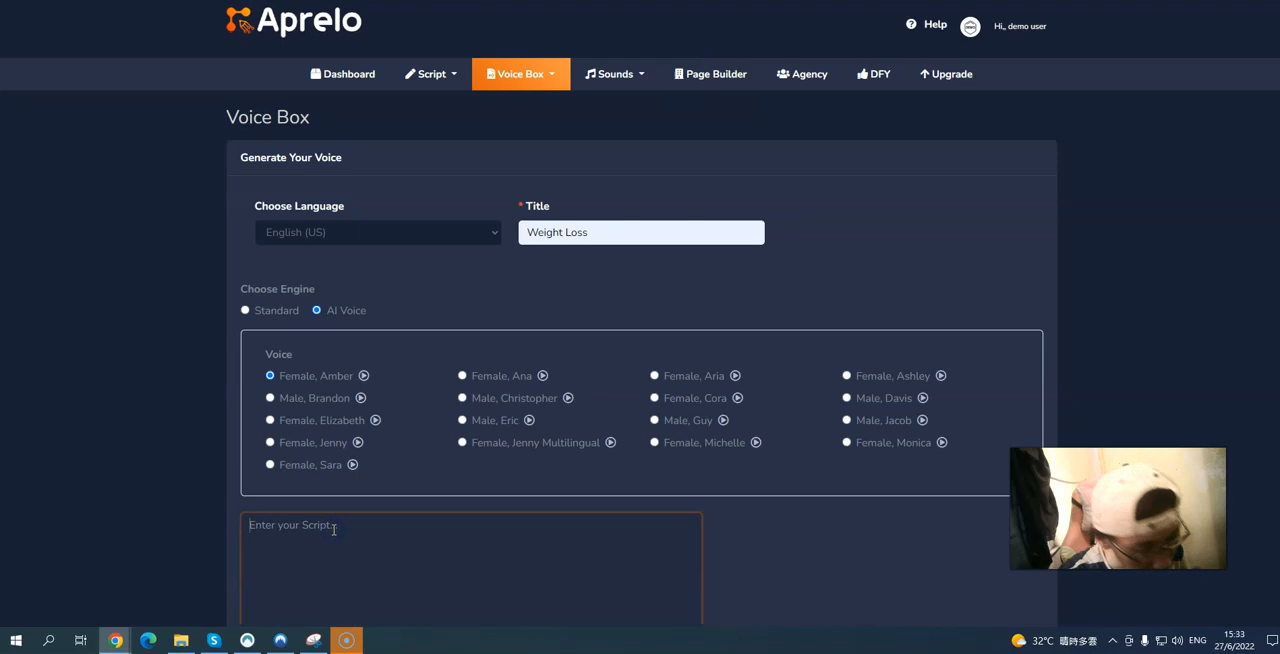 Aprelo
Help
Hi,, demo user
Dashboard Script Voice Box Sounds Page Builder Agency DFY Upgrade
Voice Box
Generate Your Voice
Choose Language * Title
English (US) Weight Loss
Choose Engine
Standard AI Voice
Voice
Female, Amber Female, Ana Female, Aria Female, Ashley
Male, Brandon Male, Christopher Female, Cora Male, Davis
Female, Elizabeth Male, Eric Male, Guy Male, Jacob
Female, Jenny Female, Jenny Multilingual Female, Michelle Female, Monica
Female, Sara
Enter your Script
32°C 晴時多雲 ENG 15:33
27/6/2022